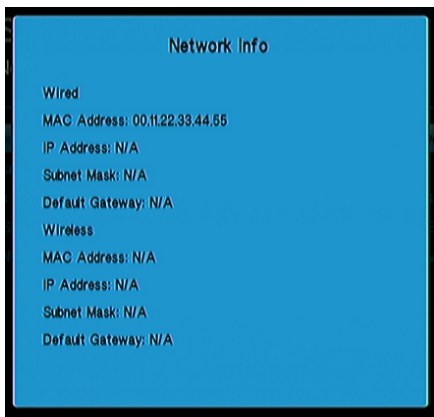 Network Info
Wired
MAC Address: 00.11.22.33.44.55
IP Address: N/A
Subnet Mask: N/A
Default Gateway: N/A
Wireless
MAC Address: N/A
IP Address: N/A
Subnet Mask: N/A
Default Gateway: N/A